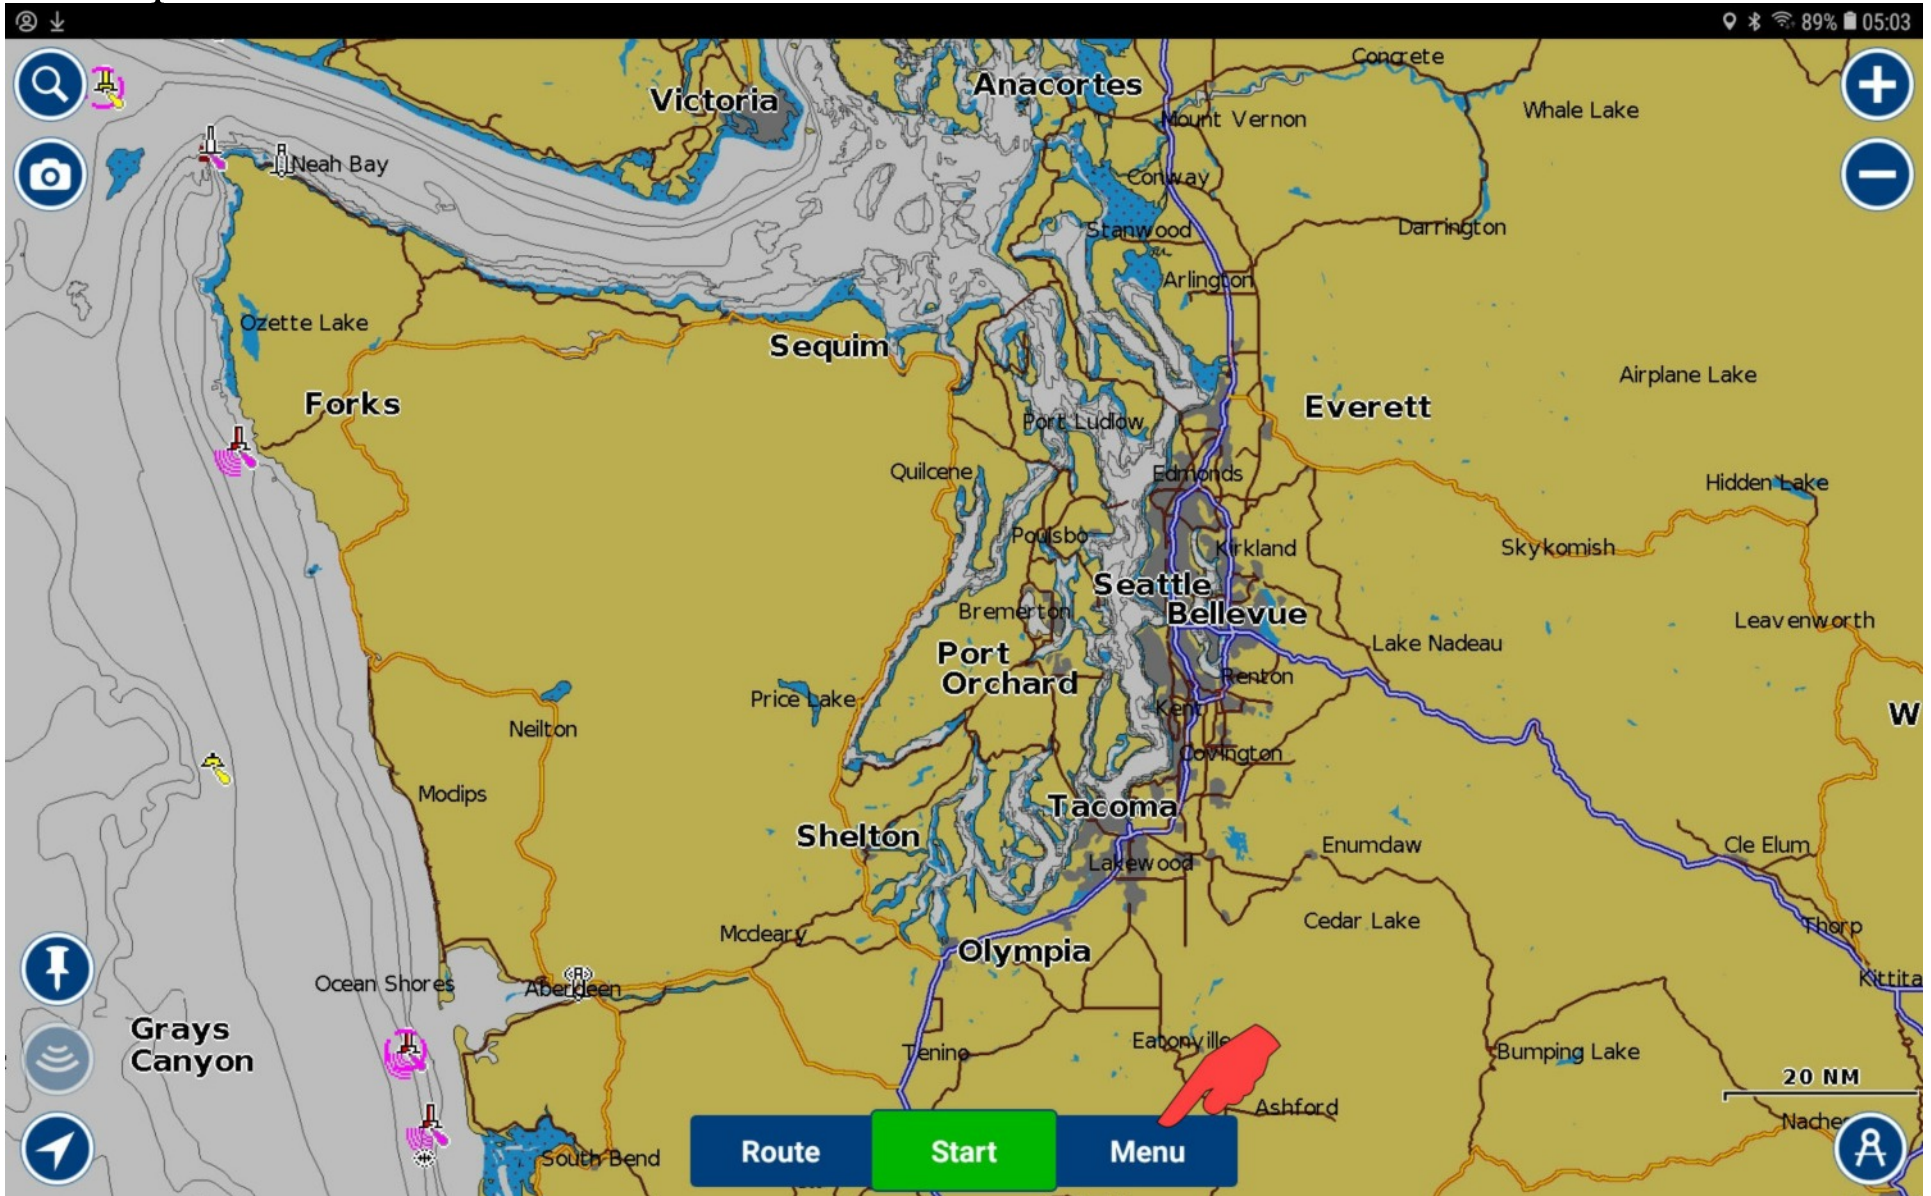 89% 05:03
Concrete
Anacortes
Victoria
Whale Lake
Mount Vernon
Neah Bay
Conway
Stanwood
Darrington
Arlington
Ozette Lake
Sequim
Airplane Lake
Forks
Everett
Port Ludlow
Quilcene
Edmonds
Hidden Lake
Poulsbo
Kirkland
Skykomish
Seattle
Bremerton
Bellevue
Leavenworth
Lake Nadeau
Port
Orchard
Renton
Price Lake
Kent
W
Neilton
Covington
Modips
Tacoma
Shelton
Enumdaw
Cle Elum
Lakewood
Cedar Lake
Thorp
Mcdeary
Olympia
Kittita
Ocean Shores
Aberdeen
Grays
Canyon
Eatonville
Tenino
Bumping Lake
20 NM
Ashford
Naches
Route
Start
Menu
South Bend